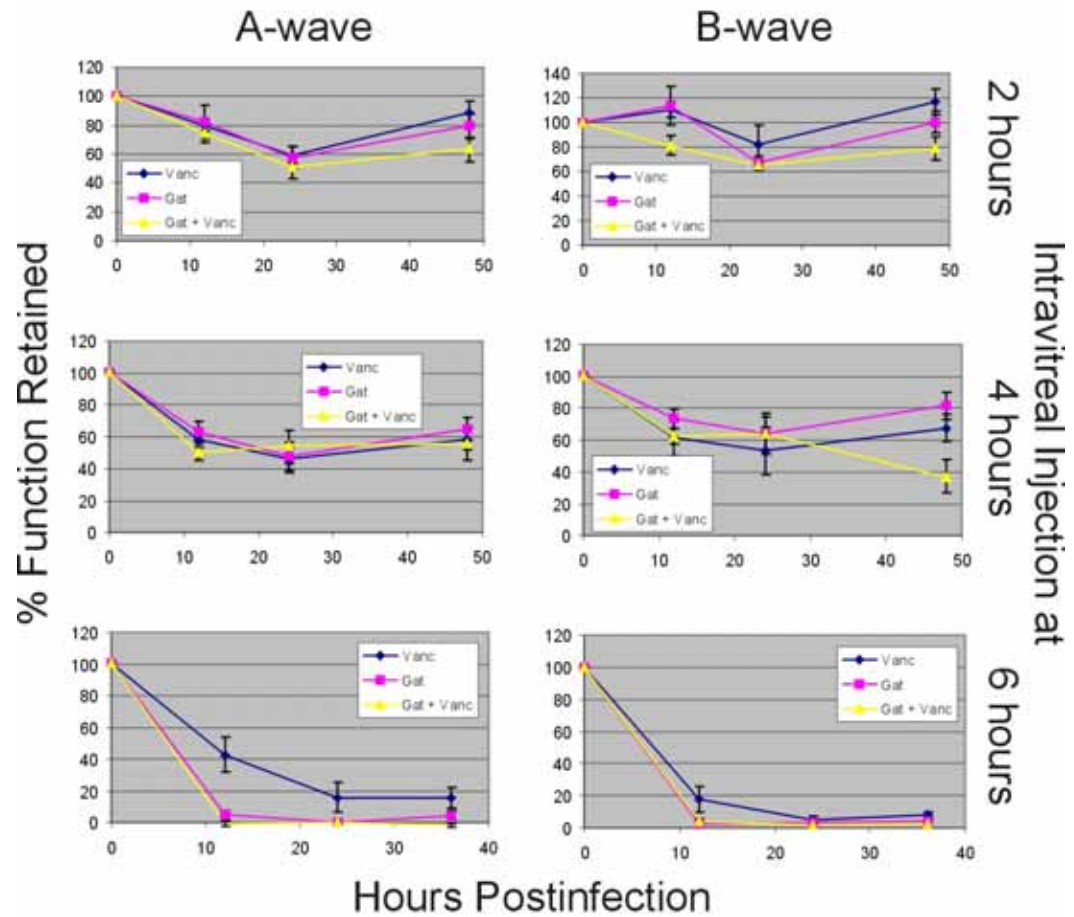 A-wave
B-wave
% Function Retained
Intravitreal Injection at
2 hours
4 hours
6 hours
120
100
80
60
40
20
0
0 10 20 30 40 50
Vanc
Gat
Gat + Vanc
140
120
100
80
60
40
20
0
0 10 20 30 40 50
Vanc
Gat
Gat + Vanc
120
100
80
60
40
20
0
0 10 20 30 40 50
Vanc
Gat
Gat + Vanc
120
100
80
60
40
20
0
0 10 20 30 40 50
Vanc
Gat
Gat + Vanc
120
100
80
60
40
20
0
0 10 20 30 40
Vanc
Gat
Gat + Vanc
120
100
80
60
40
20
0
0 10 20 30 40
Vanc
Gat
Gat + Vanc
Hours Postinfection